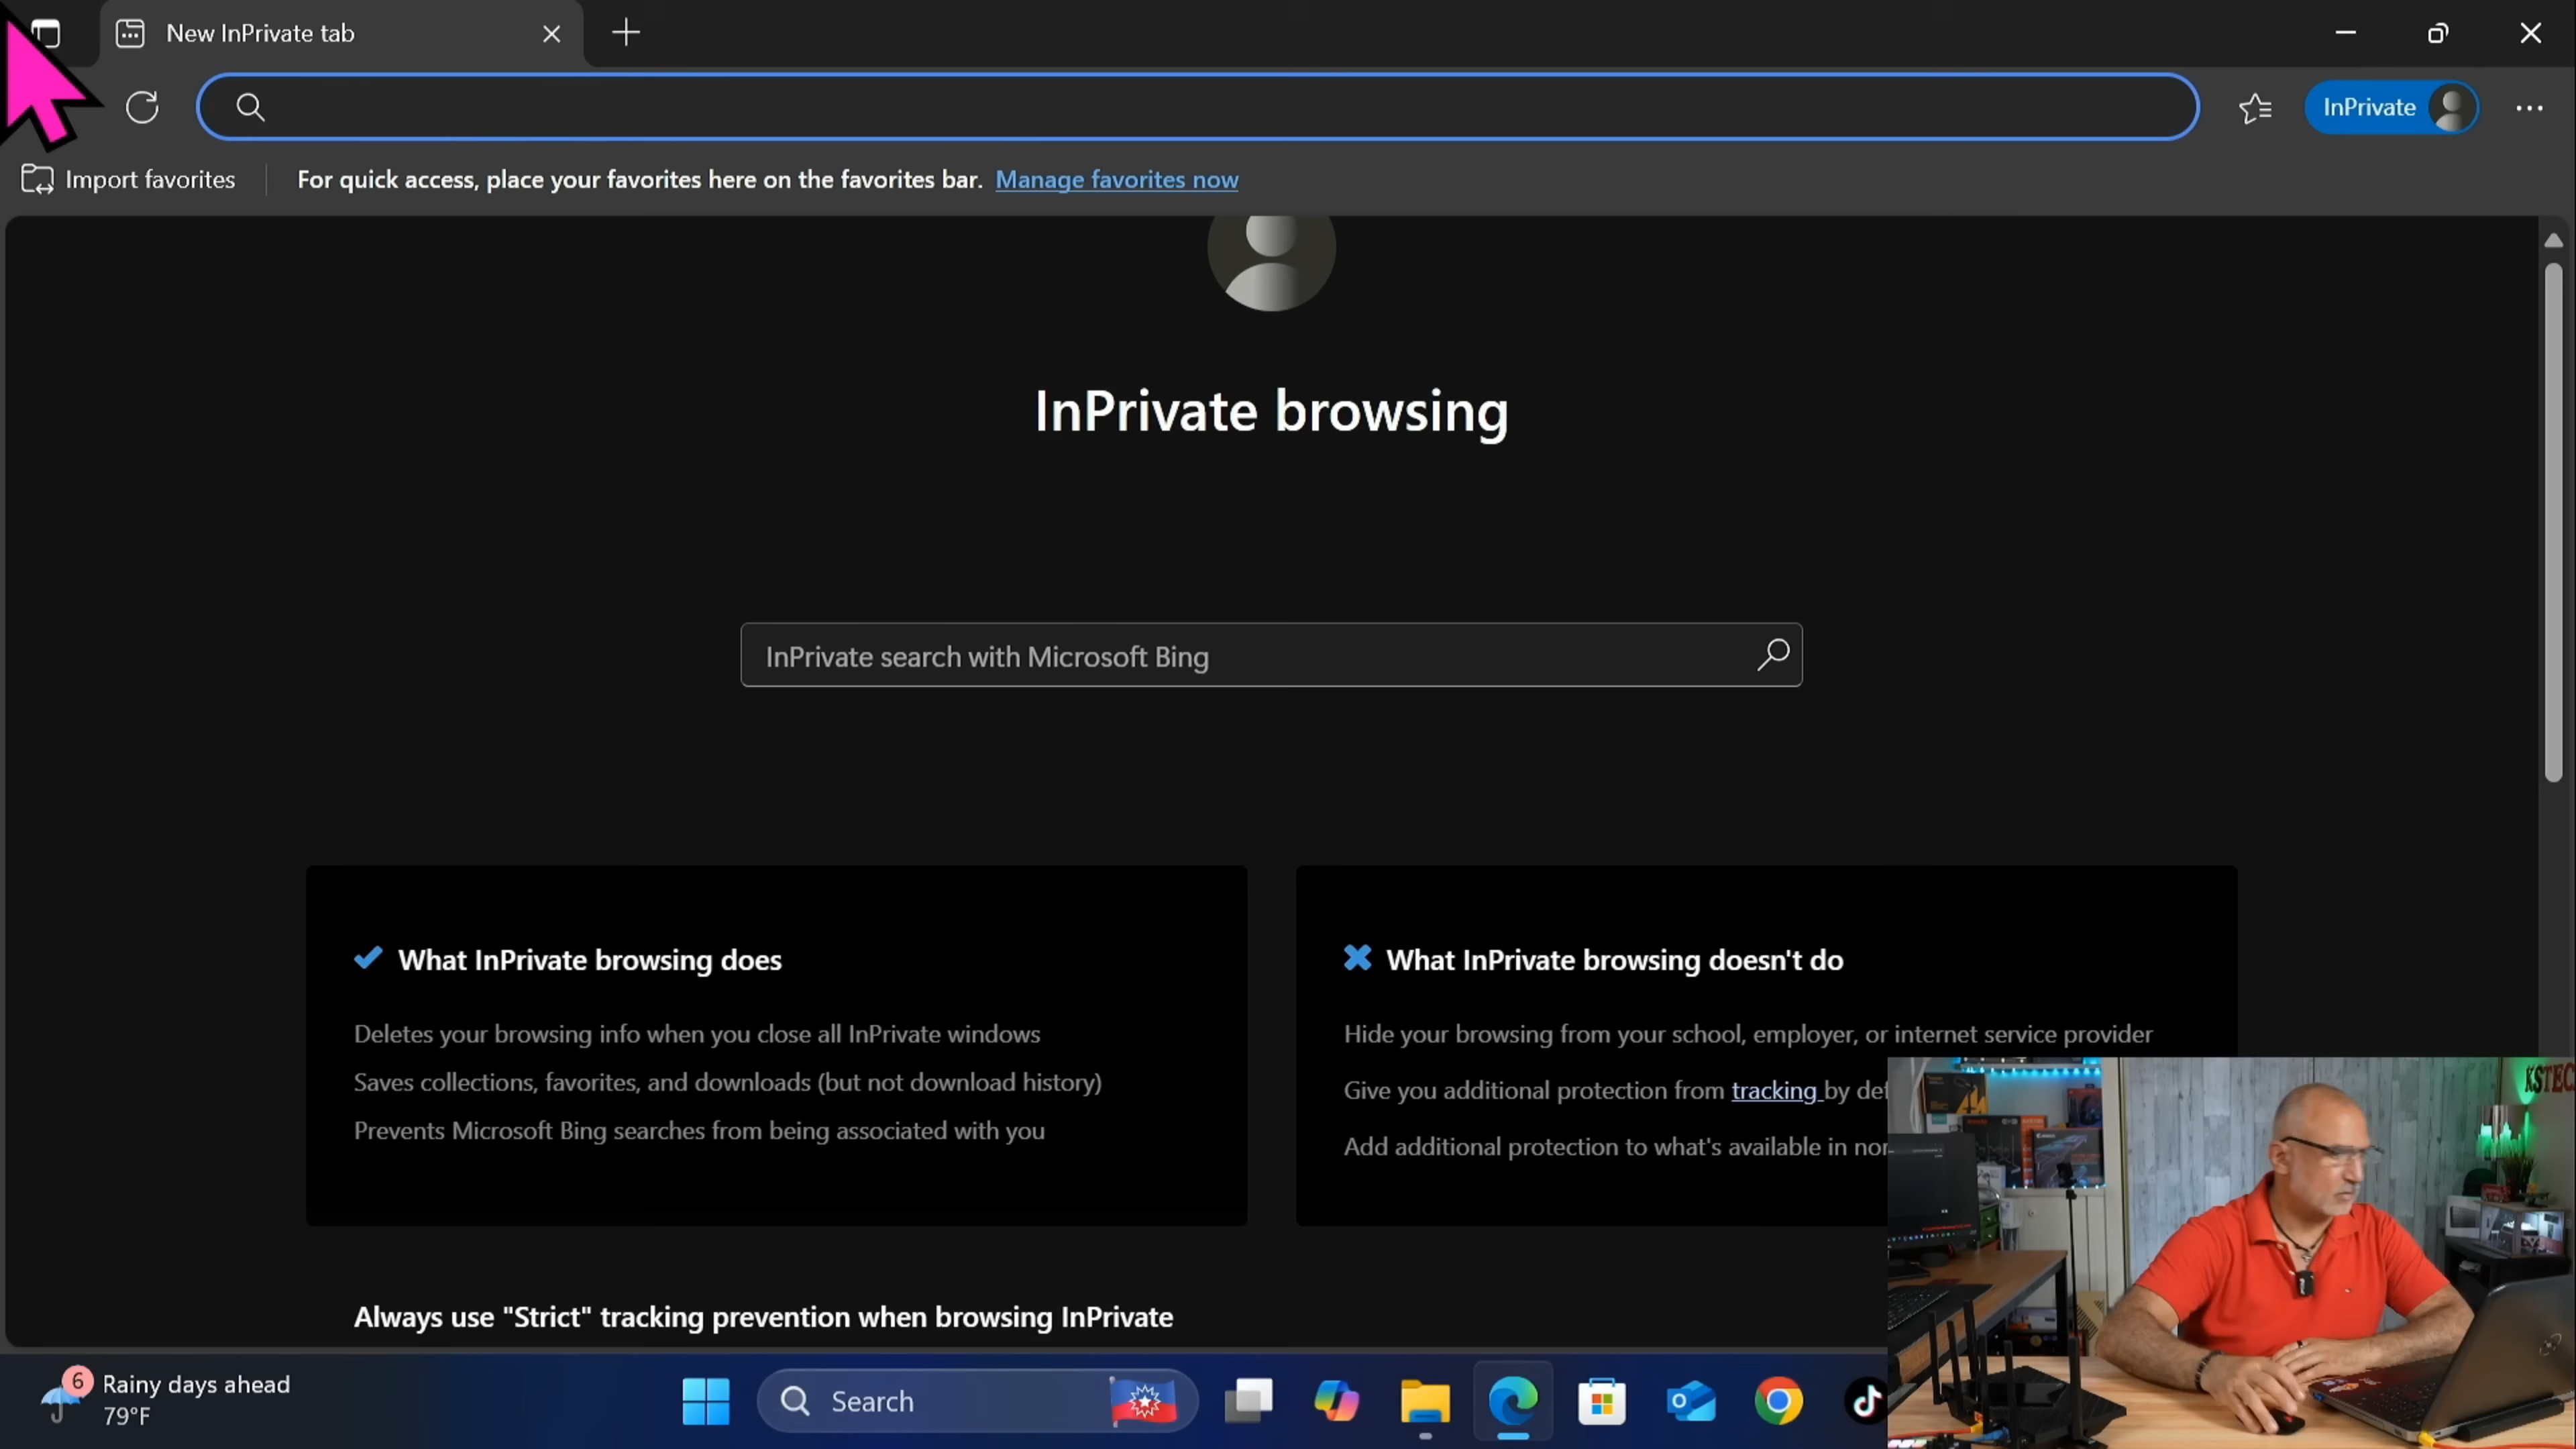 New InPrivate tab
InPrivate
Import favorites
For quick access, place your favorites here on the favorites bar. Manage favorites now
InPrivate browsing
InPrivate search with Microsoft Bing
What InPrivate browsing does
Deletes your browsing info when you close all InPrivate windows
Saves collections, favorites, and downloads (but not download history)
Prevents Microsoft Bing searches from being associated with you
What InPrivate browsing doesn't do
Hide your browsing from your school, employer, or internet service provider
Give you additional protection from tracking by
Add additional protection to what's available in
Always use "Strict" tracking prevention when browsing InPrivate
KSTEC
6
Rainy days ahead
79°F
Search